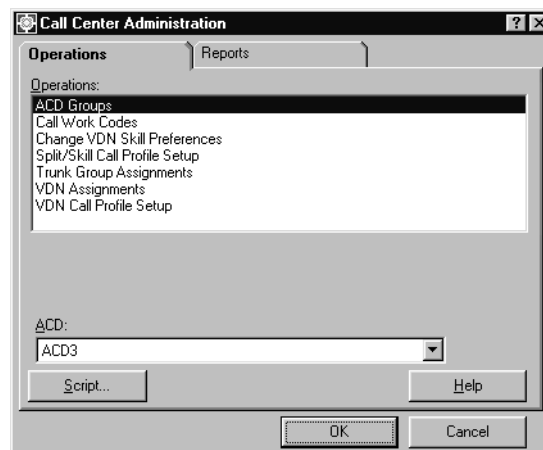 Call Center Administration
Operations
Reports
Operations:
ACD Groups
Call Work Codes
Change VDN Skill Preferences
Split/Skill Call Profile Setup
Trunk Group Assignments
VDN Assignments
VDN Call Profile Setup
ACD:
ACD3
Script...
Help
OK
Cancel